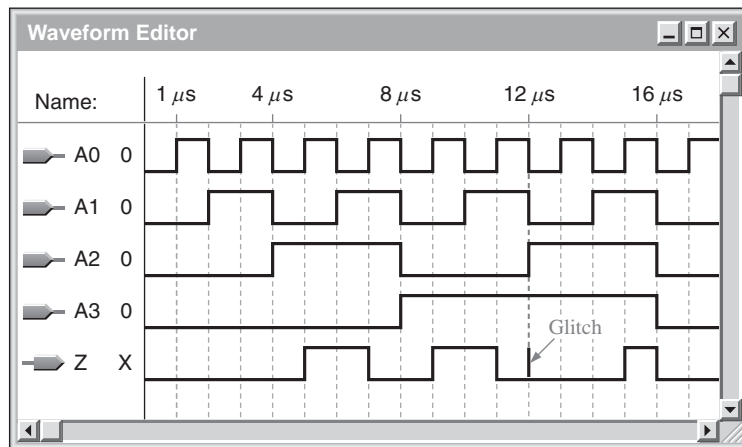 Waveform Editor
Name: 1 μs 4 μs 8 μs 12 μs 16 μs
A0 0
A1 0
A2 0
A3 0
Glitch
Z X